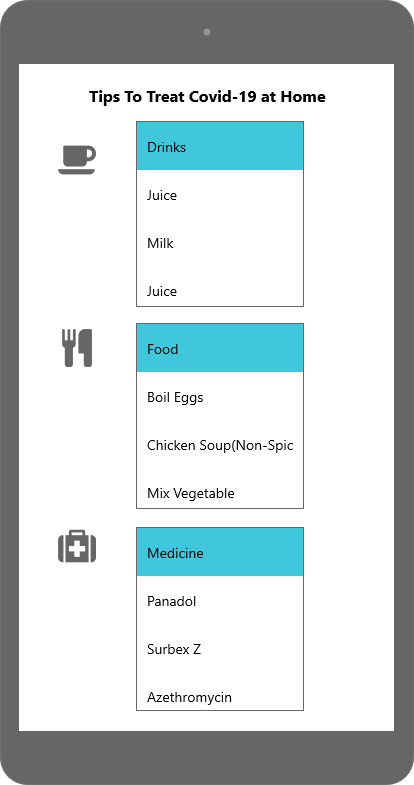 Tips To Treat Covid-19 at Home
Drinks
Juice
Milk
Juice
Food
Boil Eggs
Chicken Soup(Non-Spic
Mix Vegetable
Medicine
Panadol
Surbex Z
Azethromycin